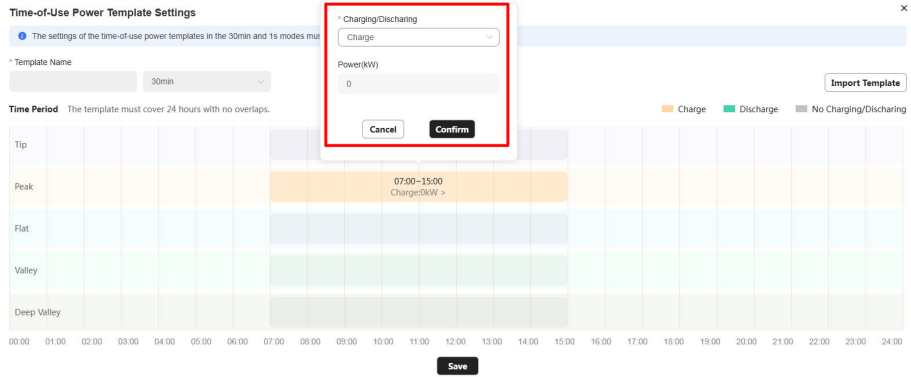 Time-of-Use Power Template Settings
×
The settings of the time-of-use power templates in the 30min and 1s modes mus
* Charging/Discharing
Charge
Power(kW)
0
Cancel
Confirm
* Template Name
30min
Import Template
Time Period The template must cover 24 hours with no overlaps.
Charge
Discharge
No Charging/Discharing
Tip
Peak
07:00~15:00
Charge:0kW >
Flat
Valley
Deep Valley
00:00 01:00 02:00 03:00 04:00 05:00 06:00 07:00 08:00 09:00 10:00 11:00 12:00 13:00 14:00 15:00 16:00 17:00 18:00 19:00 20:00 21:00 22:00 23:00 24:00
Save